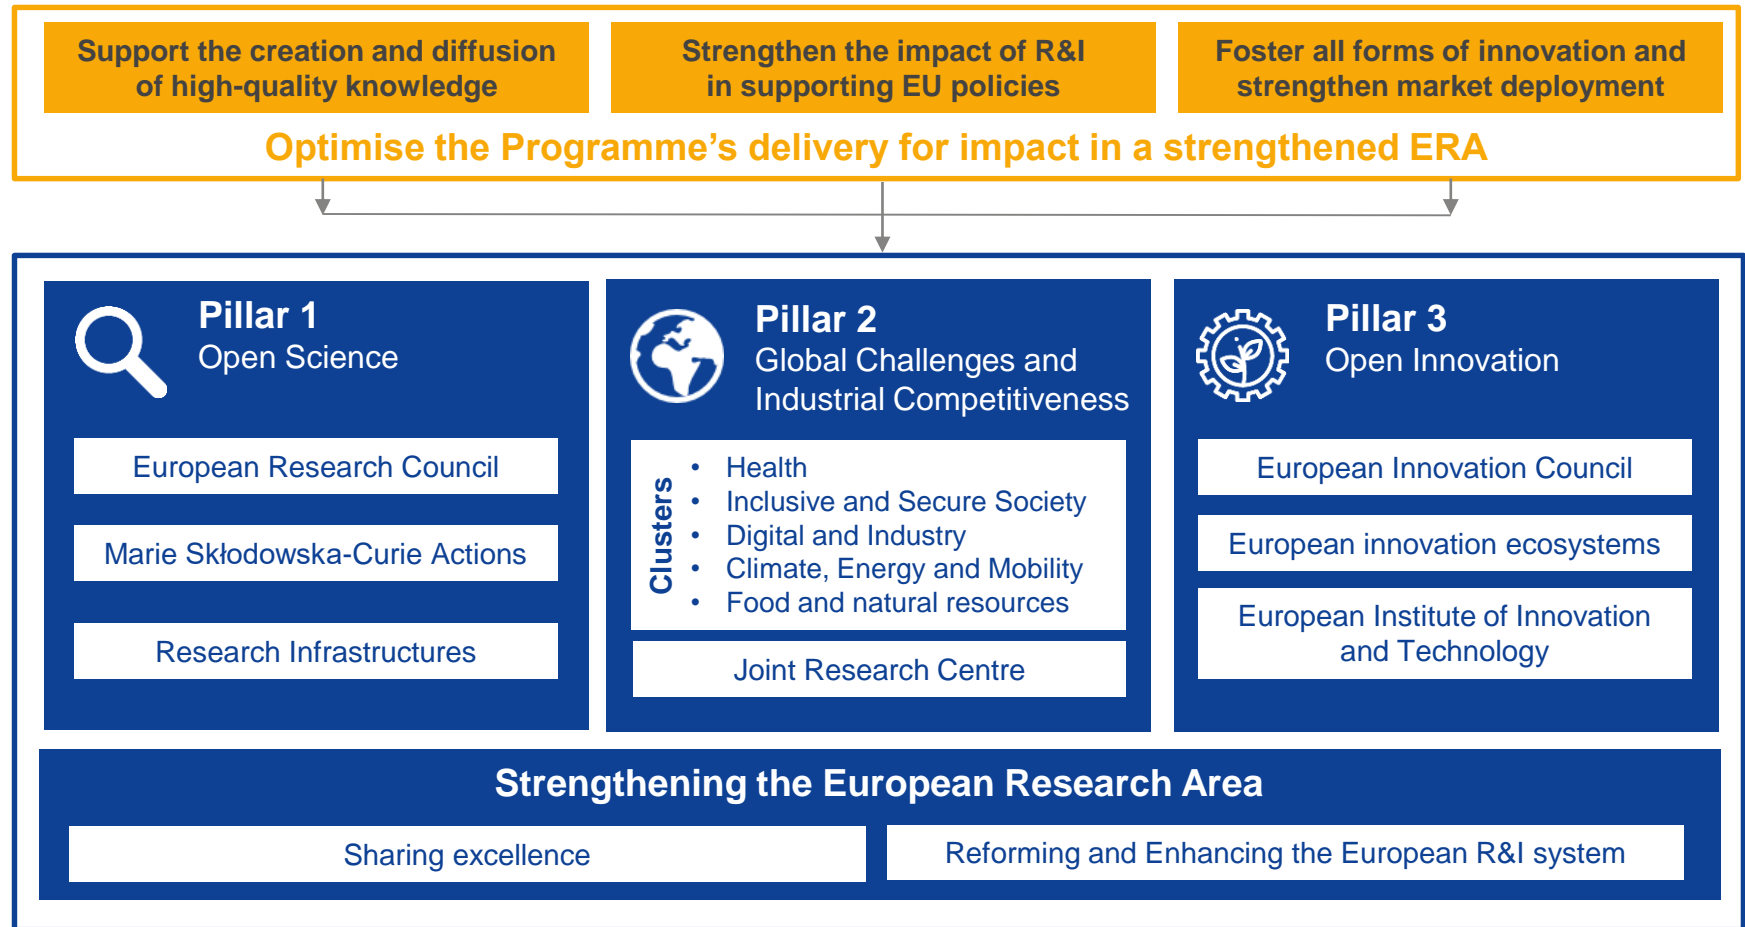 Support the creation and diffusion
of high-quality knowledge
Strengthen the impact of R&I
in supporting EU policies
Foster all forms of innovation and
strengthen market deployment
Optimise the Programme’s delivery for impact in a strengthened ERA
Pillar 1
Open Science
European Research Council
Marie Skłodowska-Curie Actions
Research Infrastructures
Pillar 2
Global Challenges and
Industrial Competitiveness
Clusters
• Health
• Inclusive and Secure Society
• Digital and Industry
• Climate, Energy and Mobility
• Food and natural resources
Joint Research Centre
Pillar 3
Open Innovation
European Innovation Council
European innovation ecosystems
European Institute of Innovation
and Technology
Strengthening the European Research Area
Sharing excellence
Reforming and Enhancing the European R&I system